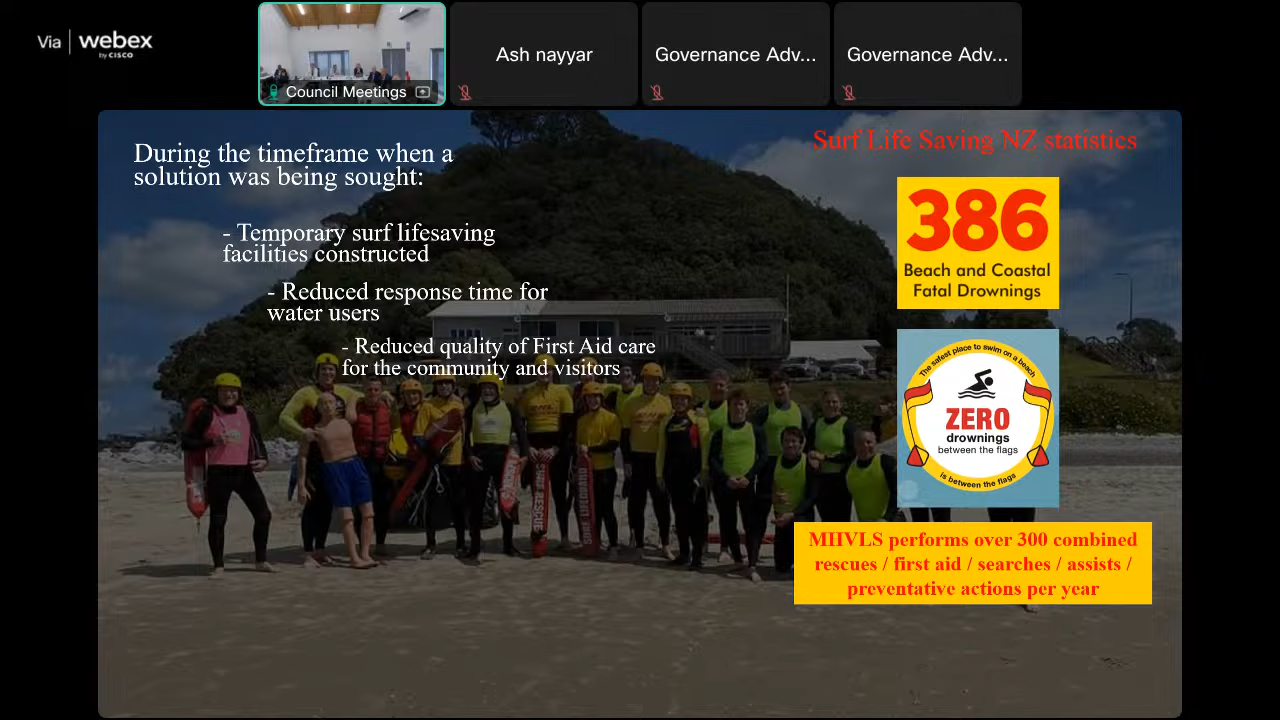 Via webex
by CISCO
Council Meetings
Ash nayyar
Governance Adv...
Governance Adv...
During the timeframe when a
solution was being sought:
- Temporary surf lifesaving
facilities constructed
- Reduced response time for
water users
- Reduced quality of First Aid care
for the community and visitors
Surf Life Saving NZ statistics
386
Beach and Coastal
Fatal Drownings
The safest place to swim on a beach
ZERO
drownings
between the flags
is between the flags
MHVLS performs over 300 combined
rescues / first aid / searches / assists /
preventative actions per year
SURF RESCUE